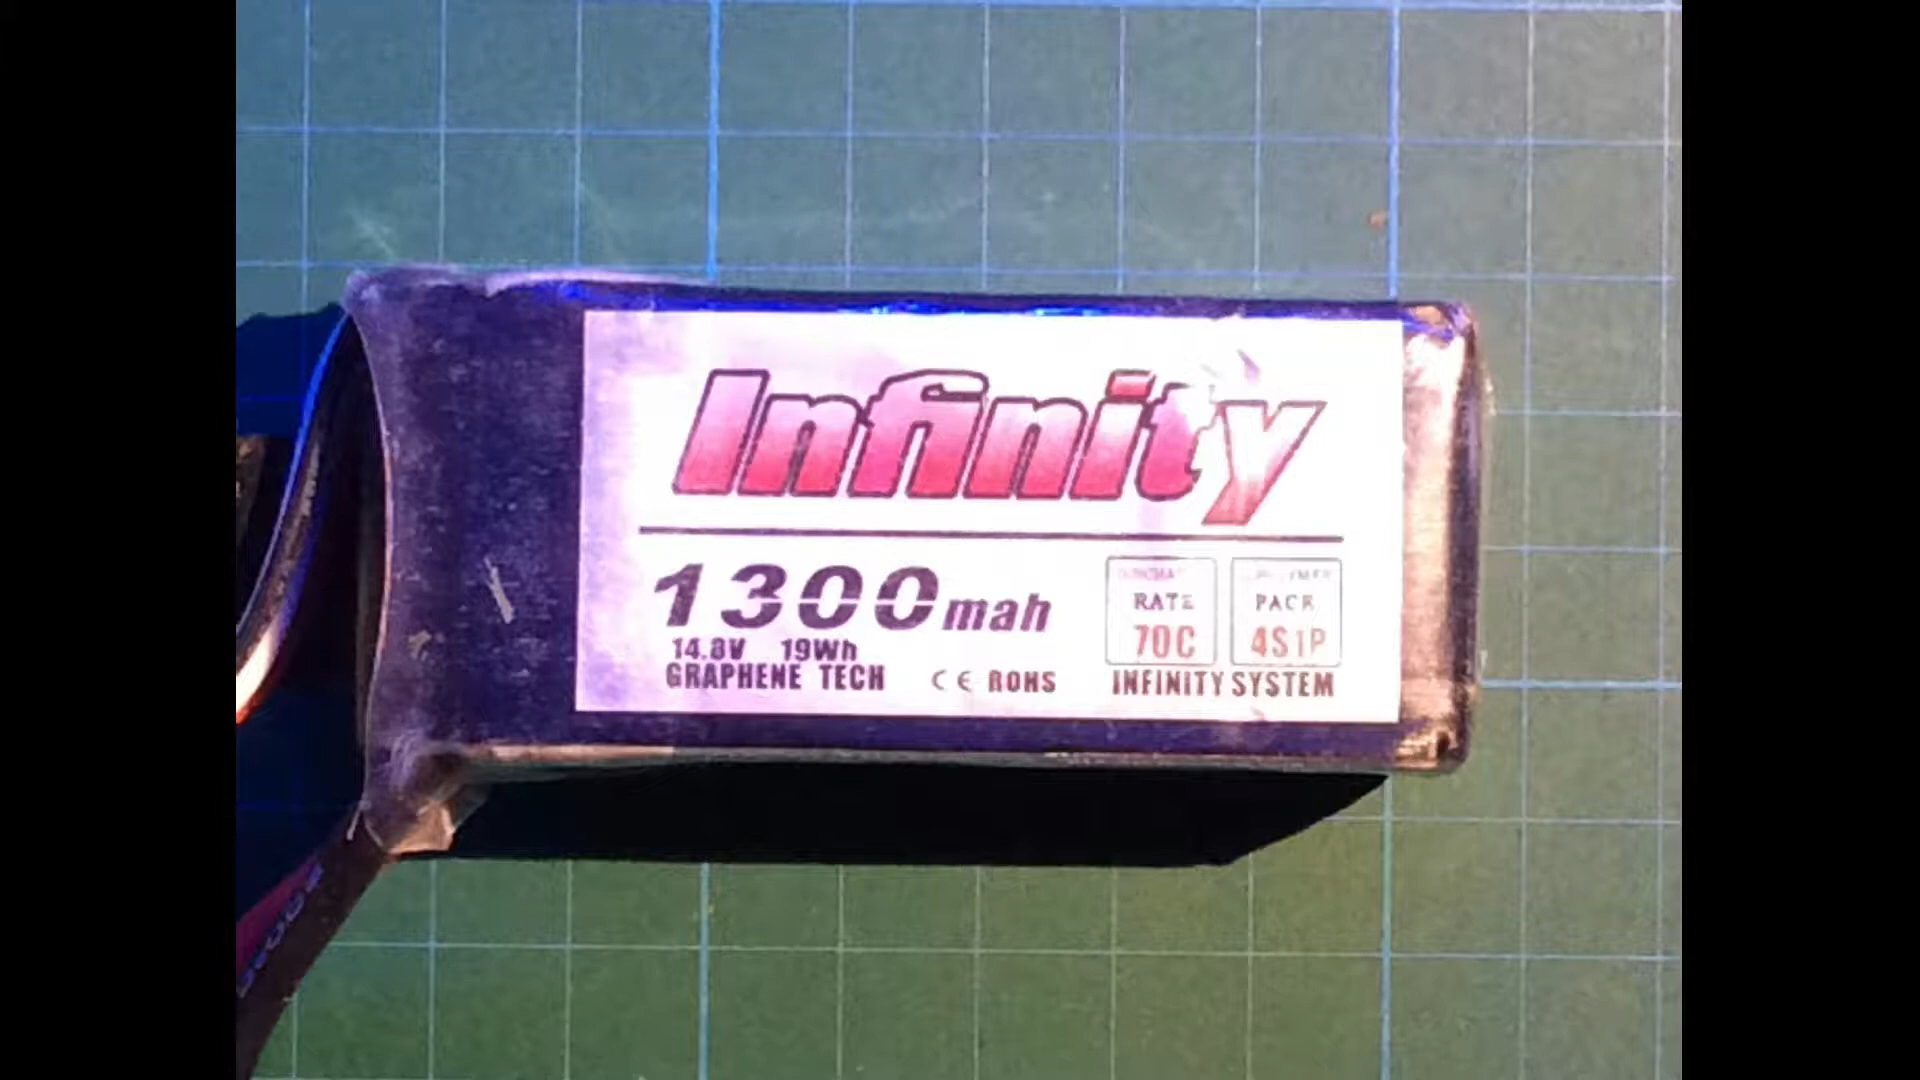 Infinity
1300mah
14.8V 19Wh
GRAPHENE TECH CE ROHS
RATE
70C
PACK
4S1P
INFINITY SYSTEM